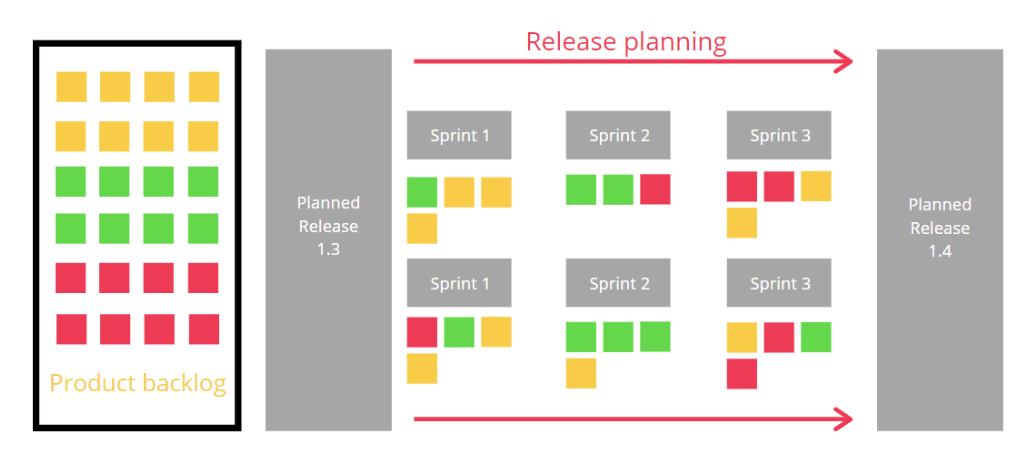 Release planning
Product backlog
Planned
Release
1.3
Sprint 1
Sprint 2
Sprint 3
Sprint 1
Sprint 2
Sprint 3
Planned
Release
1.4